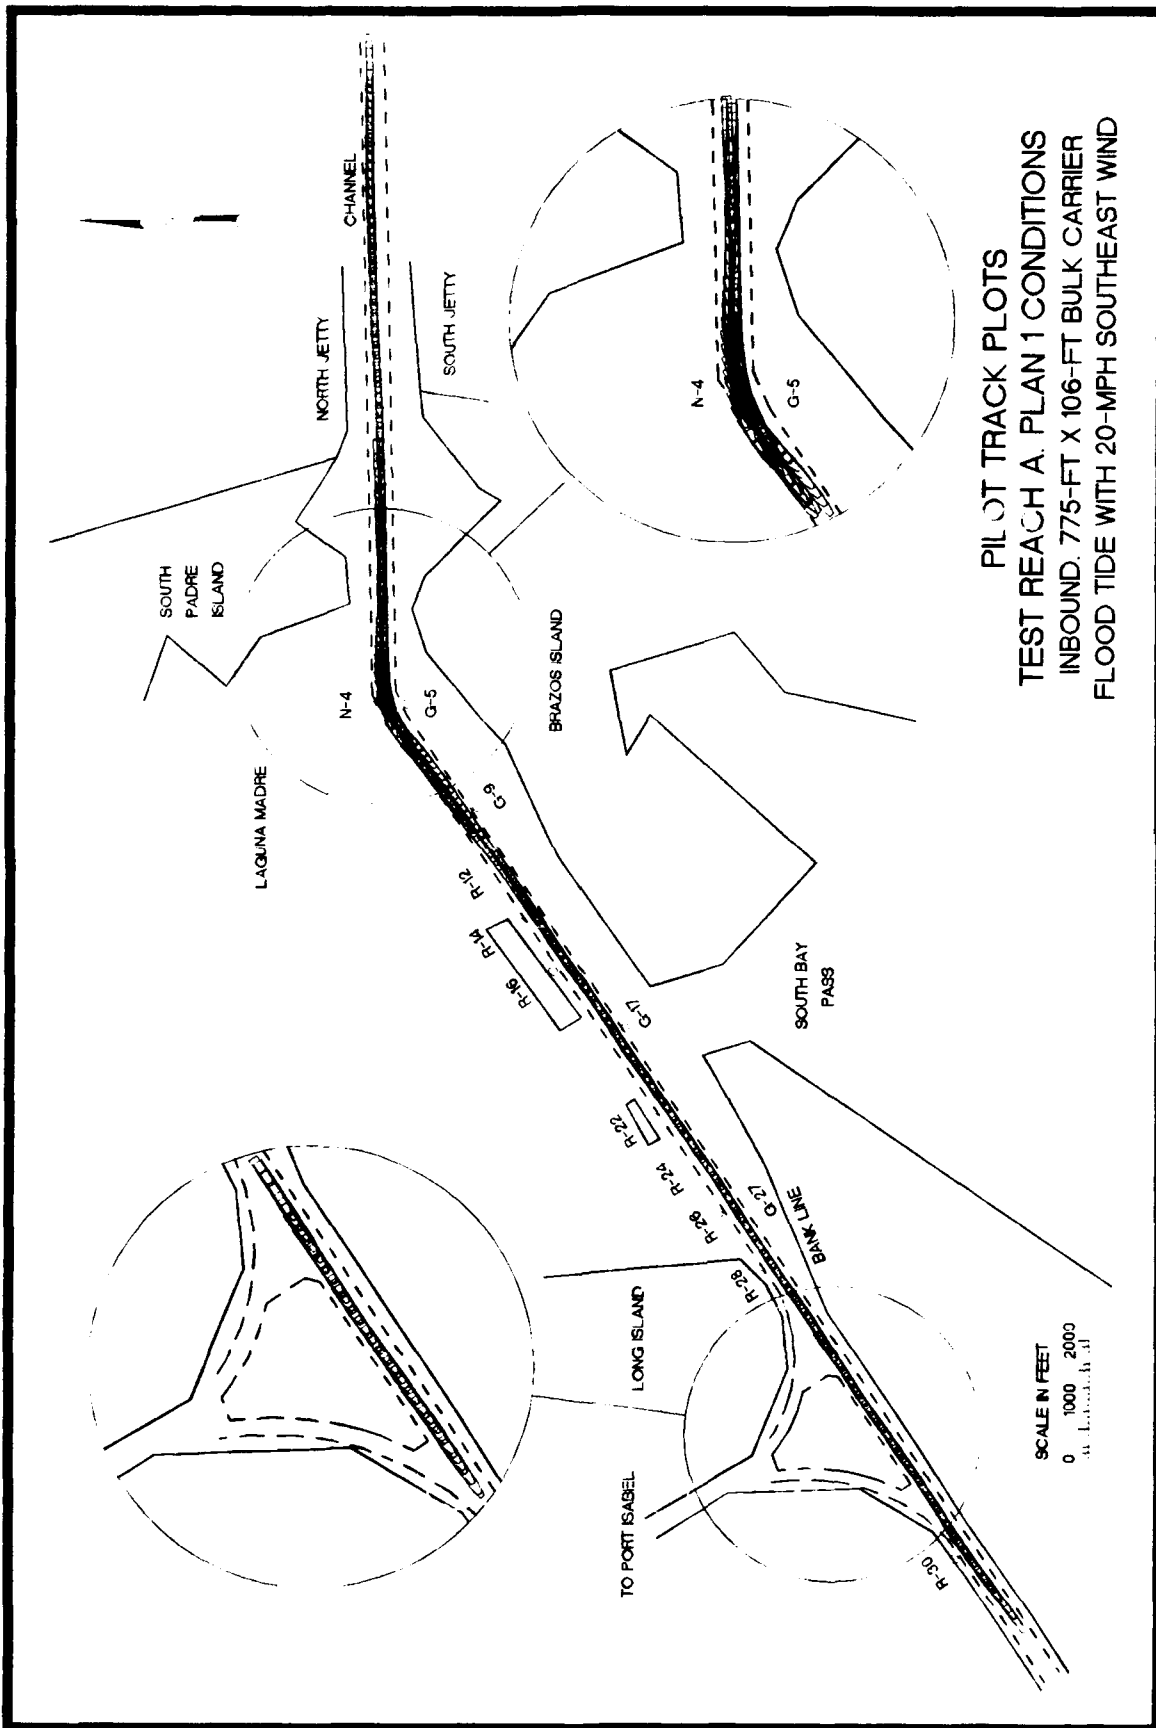 CHANNEL
NORTH JETTY
SOUTH JETTY
SOUTH
PADRE
ISLAND
N-4
G-5
LAGUNA MADRE
BRAZOS ISLAND
G-9
R-12
R-14
R-16
G-17
SOUTH BAY
PASS
R-22
R-24
R-26
G-27
R-28
BANK LINE
LONG ISLAND
TO PORT ISABEL
R-30
N-4
G-5
SCALE IN FEET
0 1000 2000
PILOT TRACK PLOTS
TEST REACH A. PLAN 1 CONDITIONS
INBOUND. 775-FT X 106-FT BULK CARRIER
FLOOD TIDE WITH 20-MPH SOUTHEAST WIND